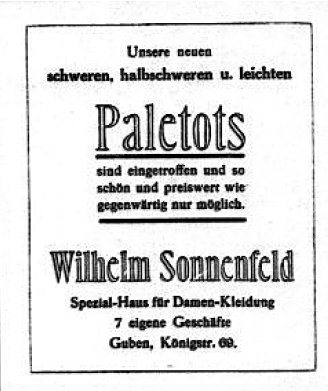 Unsere neuen
schweren, halbschweren u. leichten
Paletots
sind eingetroffen und so
schön und preiswert wie
gegenwärtig nur möglich.
Wilhelm Sonnenfeld
Spezial-Haus für Damen-Kleidung
7 eigene Geschäfte
Guben, Königstr. 69.